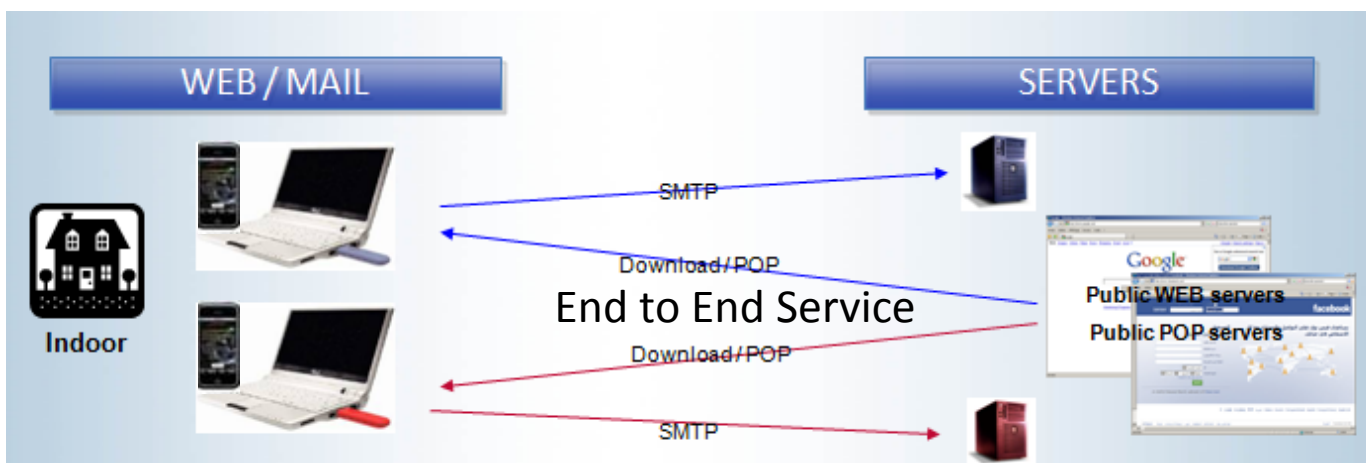 WEB / MAIL
SERVERS
SMTP
Download/POP
Google
Public WEB servers
End to End Service
facebook
Public POP servers
Indoor
Download/POP
SMTP